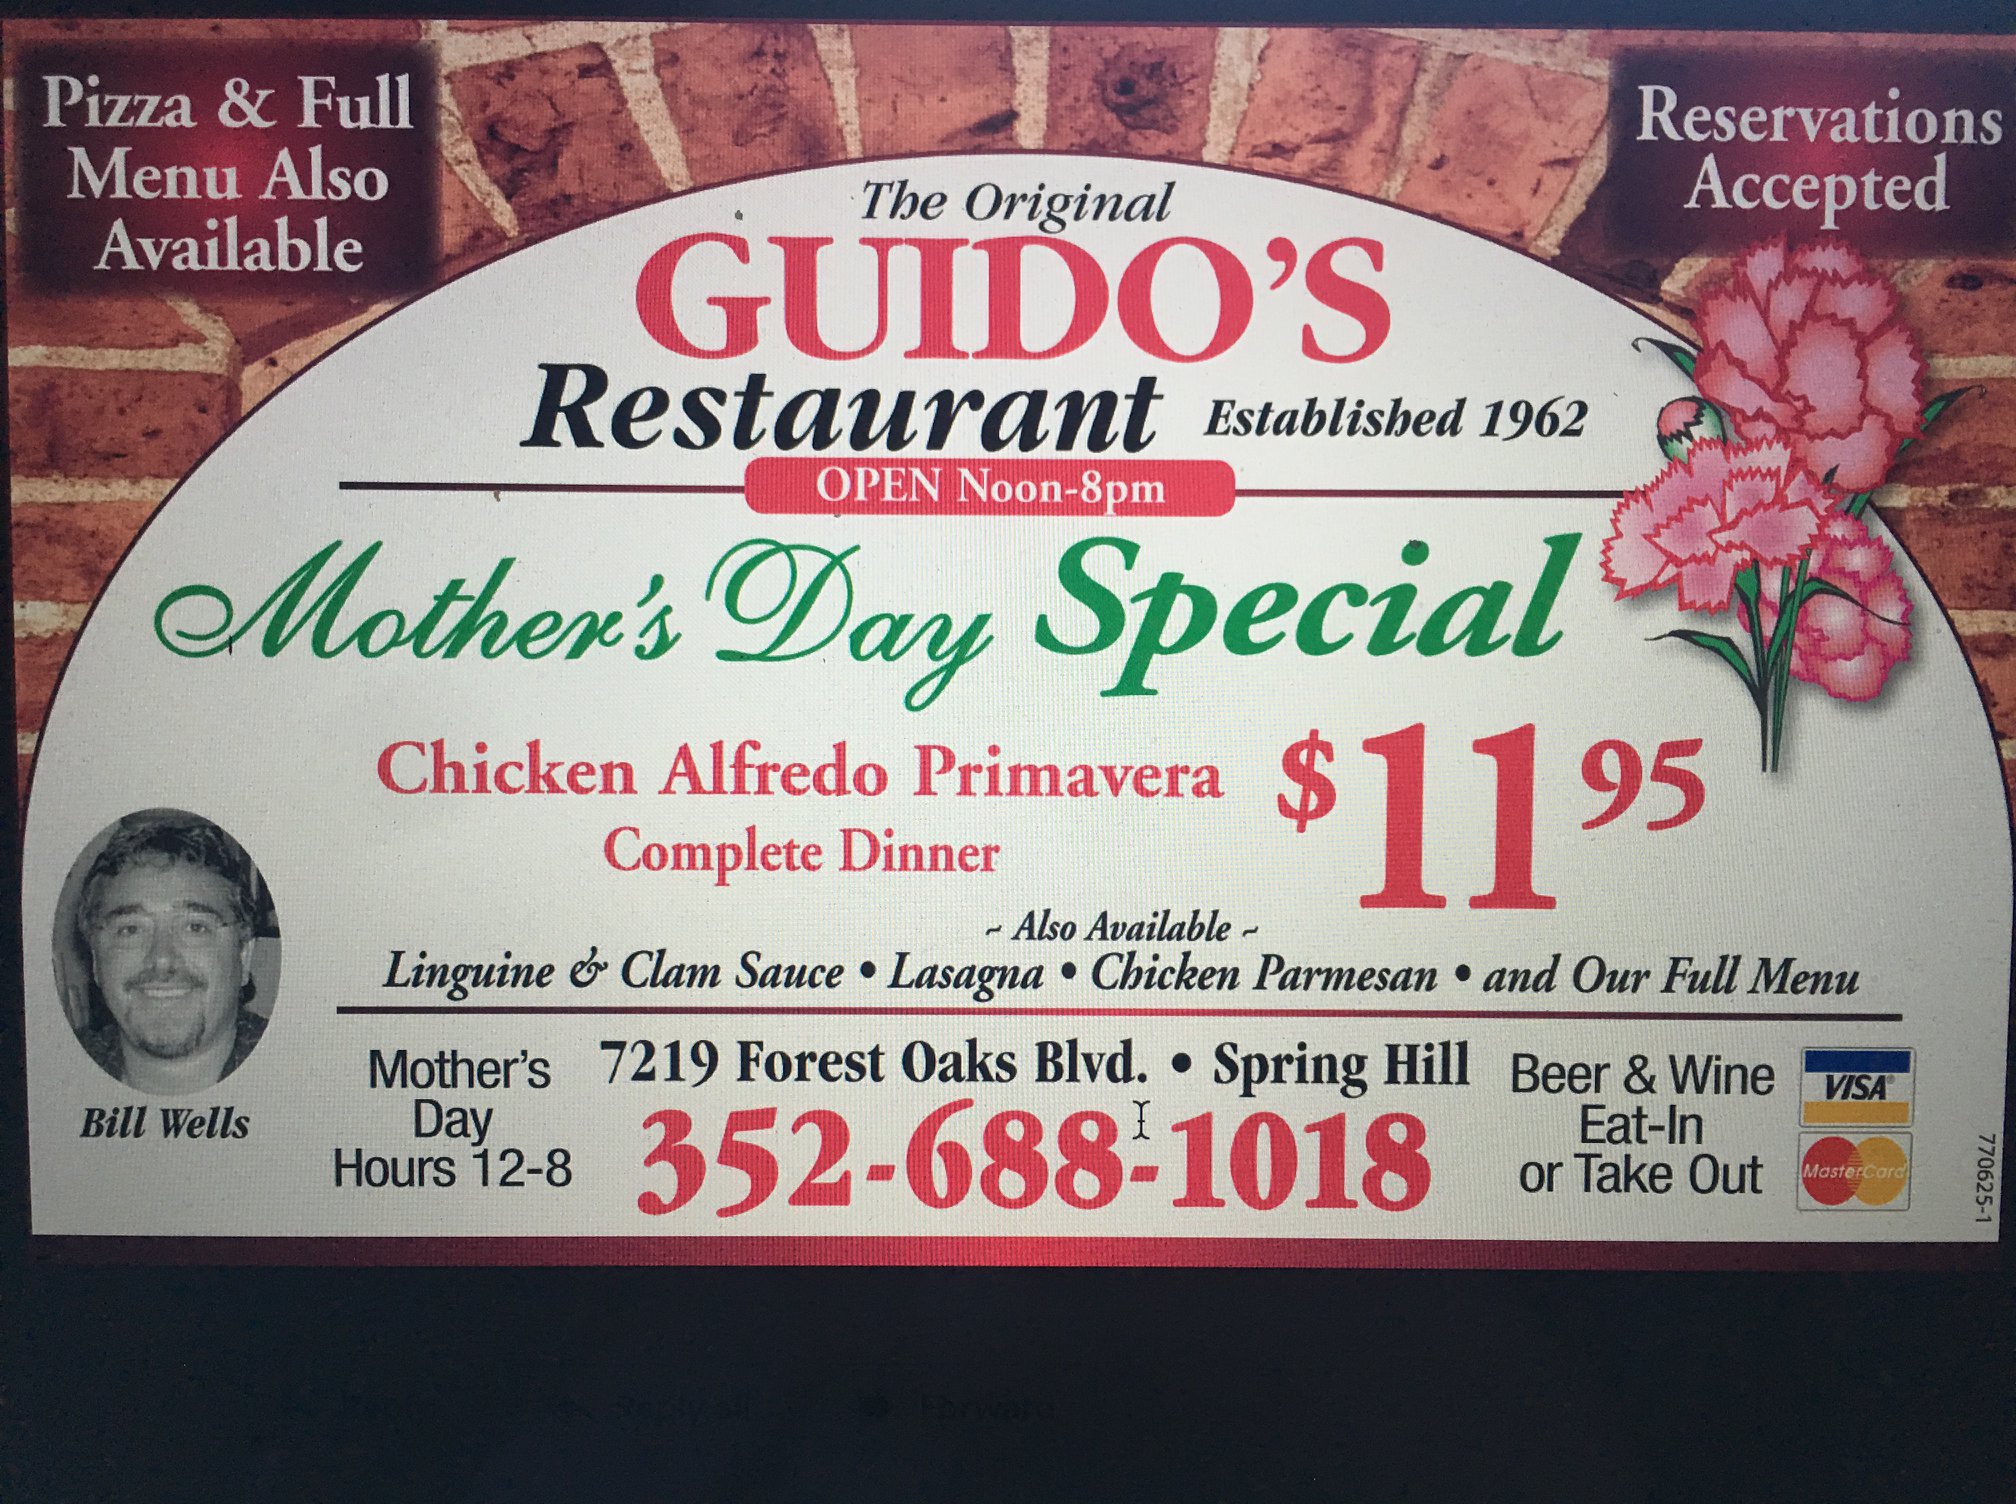 Pizza & Full
Menu Also
Available
Reservations
Accepted
The Original
GUIDO'S
Restaurant Established 1962
OPEN Noon-8pm
Mother's Day Special
Chicken Alfredo Primavera $11 95
Complete Dinner
~ Also Available ~
Linguine & Clam Sauce • Lasagna • Chicken Parmesan • and Our Full Menu
Bill Wells
Mother's
Day
Hours 12-8
7219 Forest Oaks Blvd. • Spring Hill
352-688-1018
Beer & Wine
Eat-In
or Take Out
VISA
MasterCard
770625-1
Forward